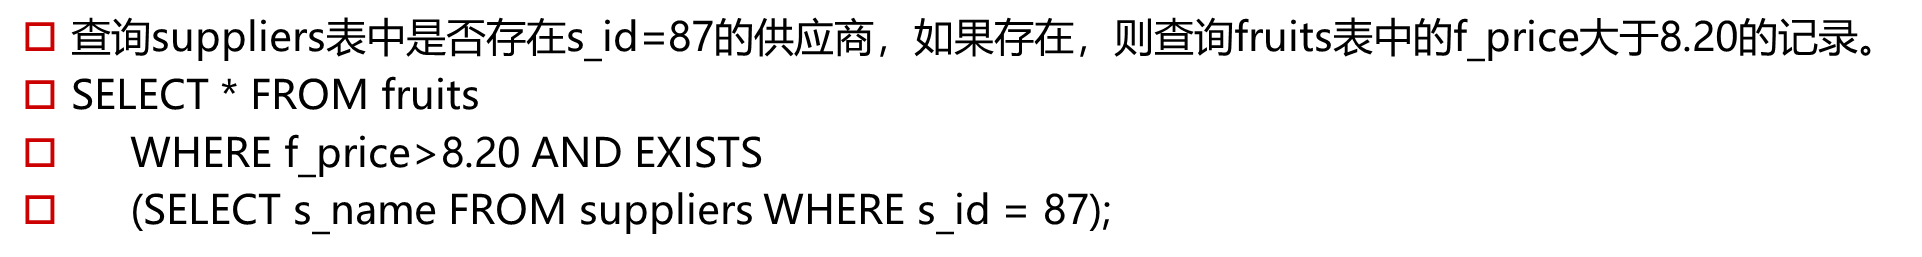 查询suppliers表中是否存在s_id=87的供应商，如果存在，则查询fruits表中的f_price大于8.20的记录。
SELECT * FROM fruits
WHERE f_price>8.20 AND EXISTS
(SELECT s_name FROM suppliers WHERE s_id = 87);